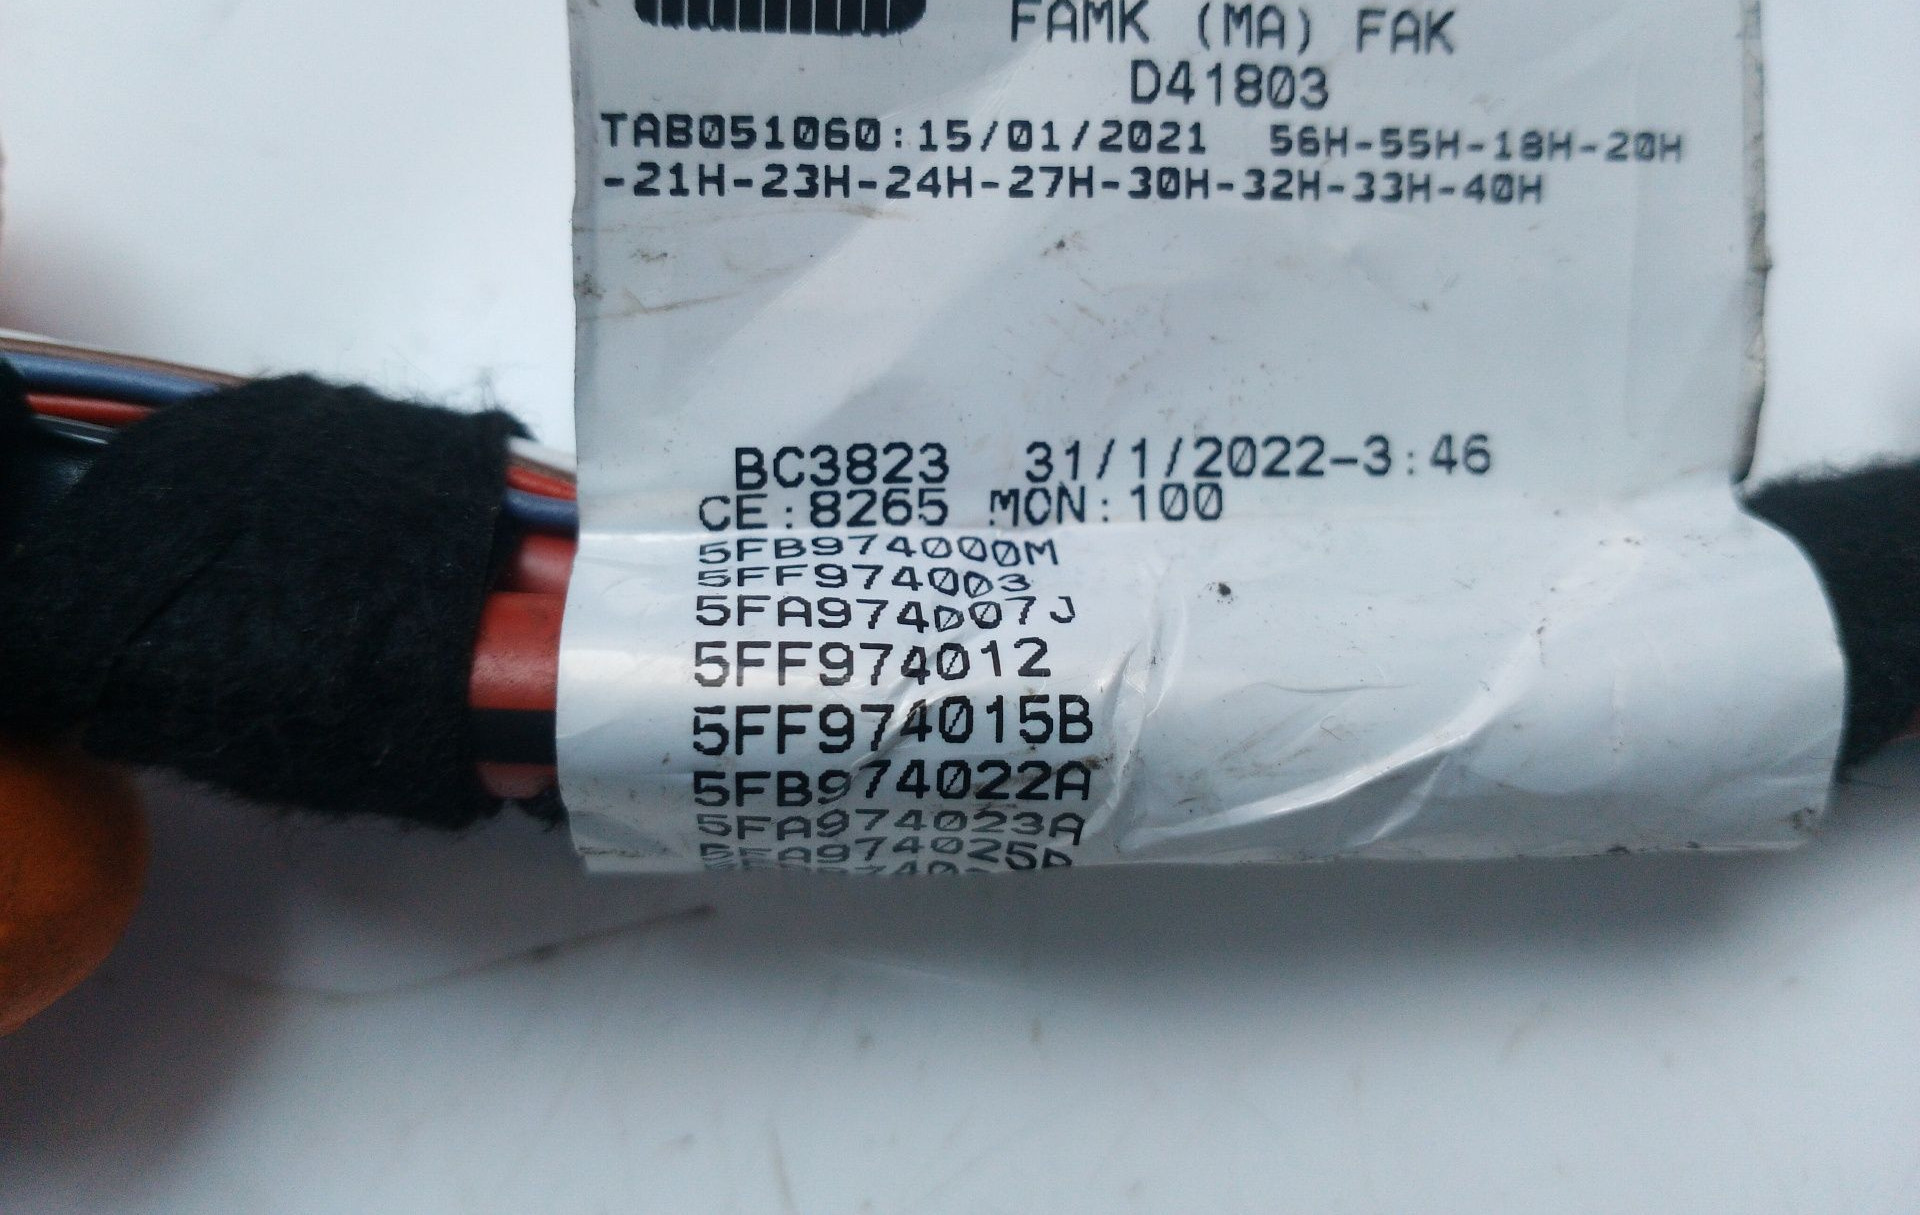 FAMK (MA) FAK
D41803
TAB051060:15/01/2021 56H-55H-18H-20H
-21H-23H-24H-27H-30H-32H-33H-40H
BC3823 31/1/2022-3:46
CE:8265 MON:100
5FB974000M
5FF974003
5FA974007J
5FF974012
5FF974015B
5FB974022A
5FA974023A